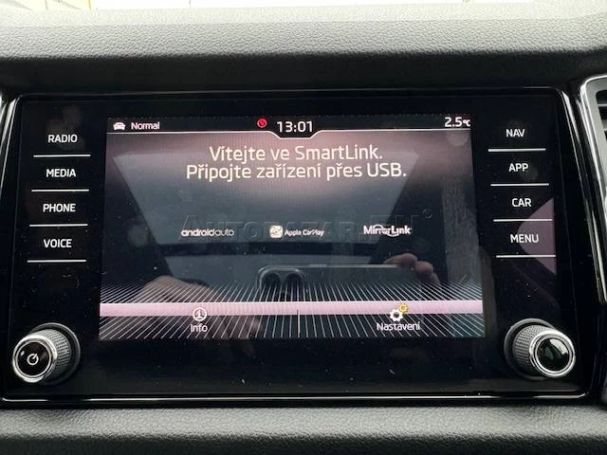 Normal
13:01
2.5°C
RADIO
MEDIA
PHONE
VOICE
NAV
APP
CAR
MENU
Vítejte ve SmartLink.
Připojte zařízení přes USB.
androidauto
Apple CarPlay
MirrorLink
Info
Nastavení